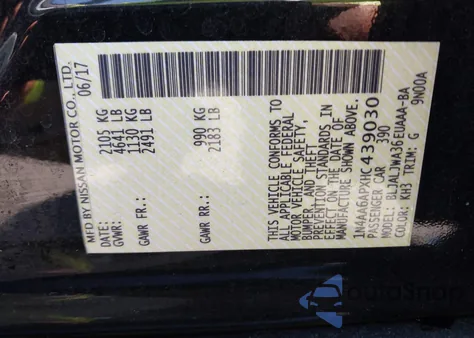 MFD BY NISSAN MOTOR CO., LTD.
06/17
GVWR: 2105 KG
4641 LB
GAWR FR.: 1130 KG
2491 LB
GAWR RR.: 990 KG
2183 LB
THIS VEHICLE CONFORMS TO
ALL APPLICABLE FEDERAL
MOTOR VEHICLE SAFETY,
BUMPER, AND THEFT
PREVENTION STANDARDS IN
EFFECT ON THE DATE OF
MANUFACTURE SHOWN ABOVE.
1N4AA6APXHC439030
PASSENGER CAR 390
MODEL: BLJALJWA36EUAAA-BA
COLOR: KH3 TRIM: G 9N00A
AutoSnap